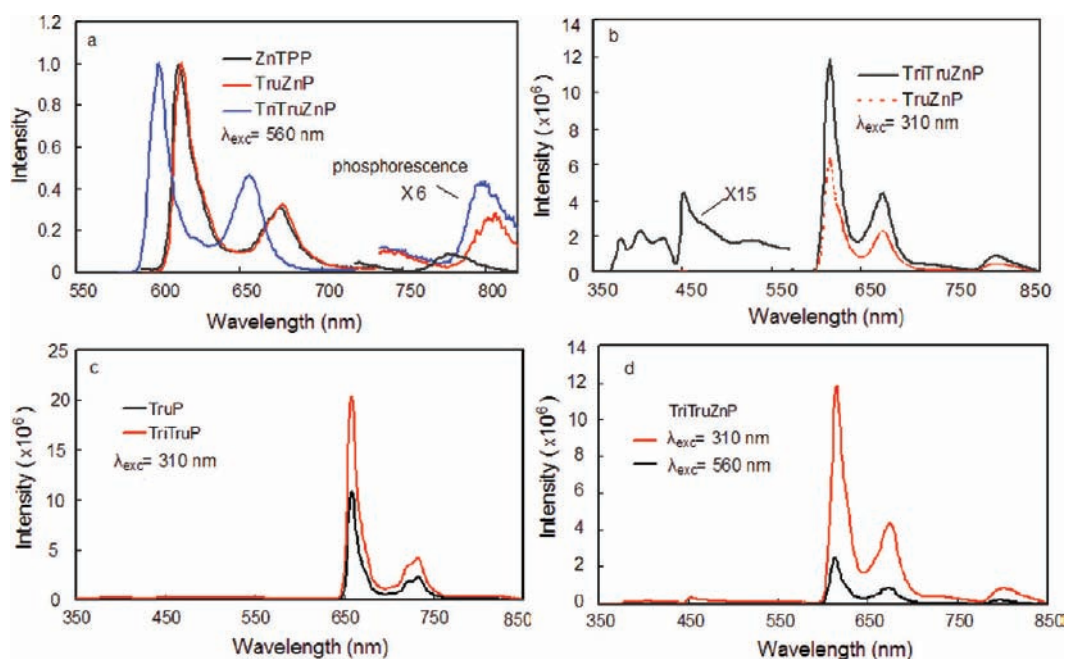 a
1.2
1.0
0.8
0.6
0.4
0.2
0
Intensity
ZnTPP
TruZnP
TriTruZnP
λexc= 560 nm
phosphorescence
X 6
550 600 650 700 750 800
Wavelength (nm)
b
14
12
10
8
6
4
2
0
Intensity (x10⁶)
TriTruZnP
TruZnP
λexc= 310 nm
X15
350 450 550 650 750 850
Wavelength (nm)
c
25
20
15
10
5
0
Intensity (x10⁶)
TruP
TriTruP
λexc= 310 nm
350 450 550 650 750 850
Wavelength (nm)
d
14
12
10
8
6
4
2
0
Intensity (x10⁶)
TriTruZnP
λexc= 310 nm
λexc= 560 nm
350 450 550 650 750 850
Wavelength (nm)